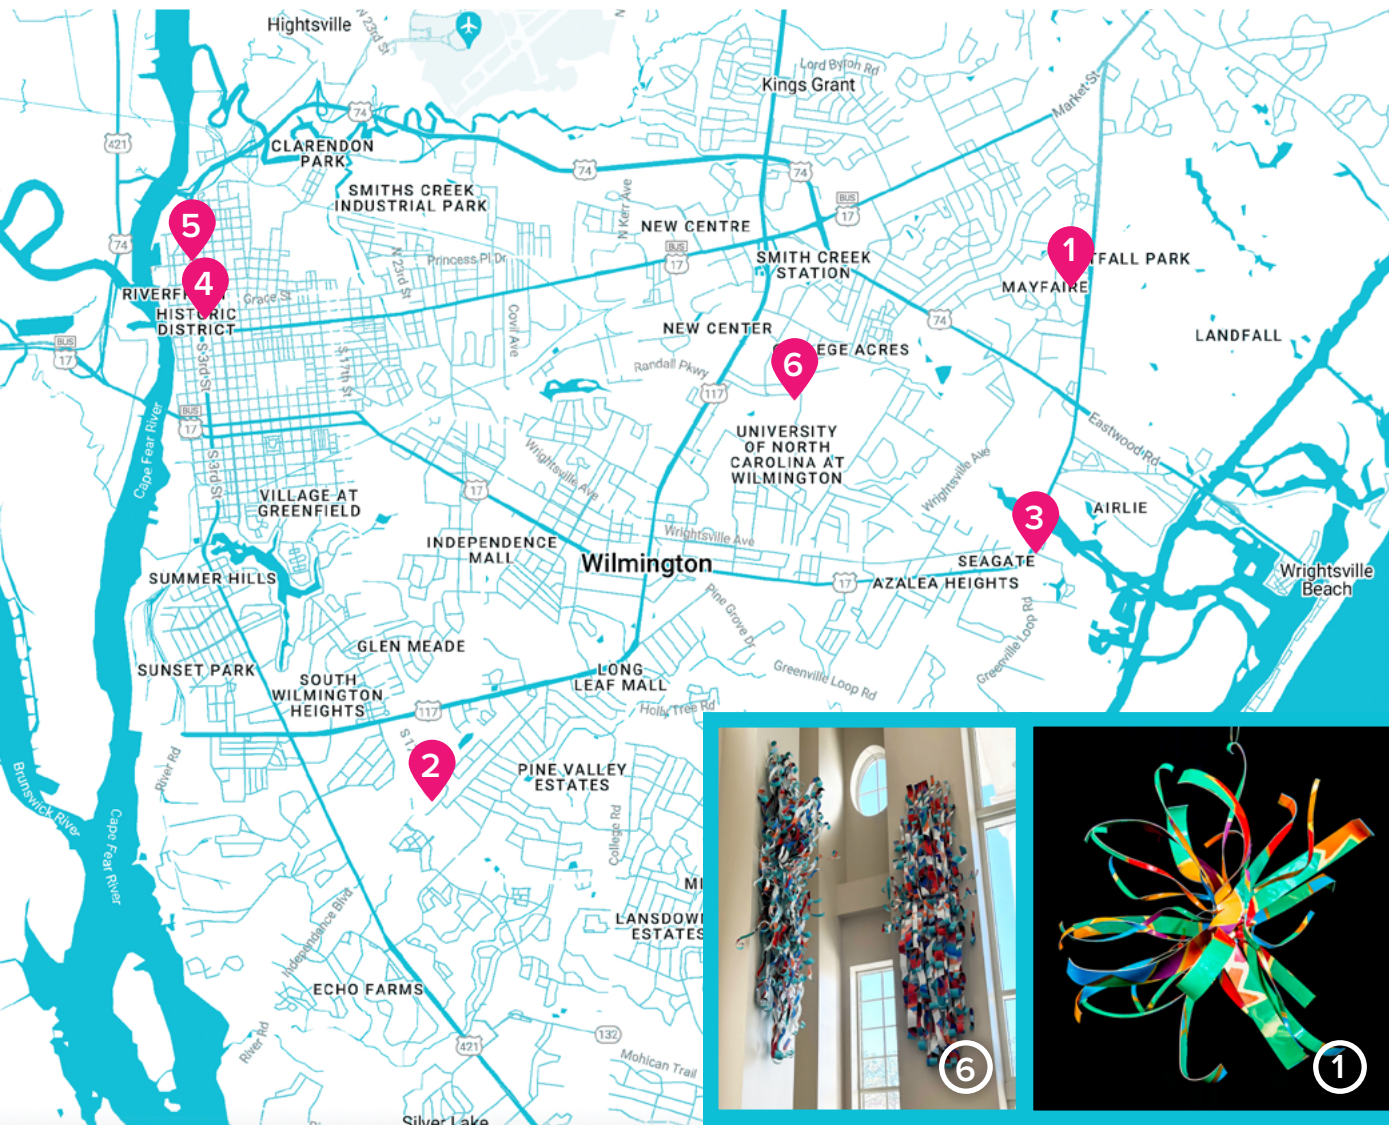 Hightsville
N 23rd St
N
Lord Byron Rd
Kings Grant
Market St
74
421
CLARENDON
PARK
74
74
SMITHS CREEK
INDUSTRIAL PARK
N Kerr Ave
BUS
17
5
NEW CENTRE
74
BUS
17
1
TFALL PARK
N 23rd St
Princess Pl Dr
SMITH CREEK
STATION
4
MAYFAIRE
RIVERF
T
Grace St
HISTORIC
DISTRICT
Covil Ave
74
NEW CENTER
LANDFALL
BUS
17
S 3rd St
S 17th St
Randall Pkwy
6
EGE ACRES
117
BUS
17
Cape Fear River
Eastwood Rd
UNIVERSITY
OF NORTH
CAROLINA AT
WILMINGTON
Wrightsville Ave
Wrightsville Ave
S 3rd St
17
VILLAGE AT
GREENFIELD
3
AIRLIE
INDEPENDENCE
MALL
Wrightsville Ave
Wilmington
SEAGATE
SUMMER HILLS
17
AZALEA HEIGHTS
Wrightsville
Beach
Pine Grove Dr
Greenville Loop Rd
GLEN MEADE
SUNSET PARK
SOUTH
WILMINGTON
HEIGHTS
LONG
LEAF MALL
Greenville Loop Rd
117
Holly Tree Rd
S 17
River Rd
2
PINE VALLEY
ESTATES
Brunswick River
Cape Fear River
College Rd
MI
Independance Blvd
LANSDOW
ESTATES
ECHO FARMS
River Rd
421
132
Mohican Trail
Silver Lake
6
1